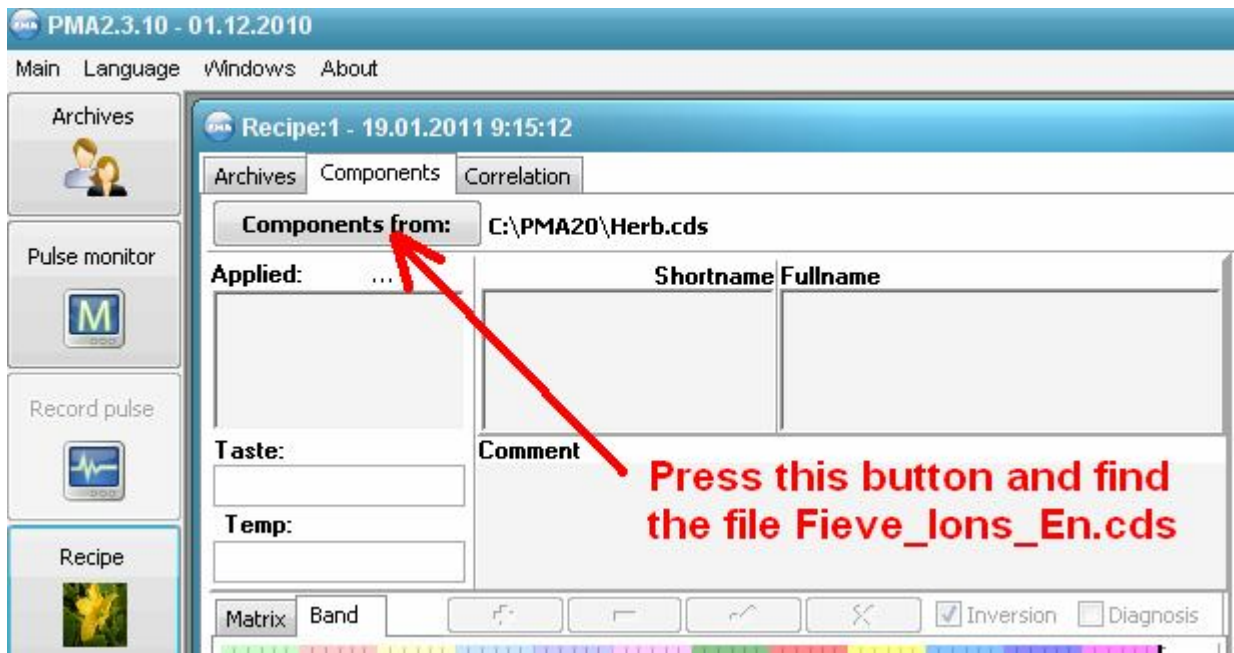 PMA2.3.10 - 01.12.2010
Main Language Windows About
Archives
Recipe:1 - 19.01.2011 9:15:12
Archives Components Correlation
Components from: C:\PMA20\Herb.cds
Pulse monitor
Applied: ... Shortname Fullname
M
Record pulse
Taste: Comment
Press this button and find
the file Fieve_Ions_En.cds
Temp:
Recipe
Matrix Band Inversion Diagnosis